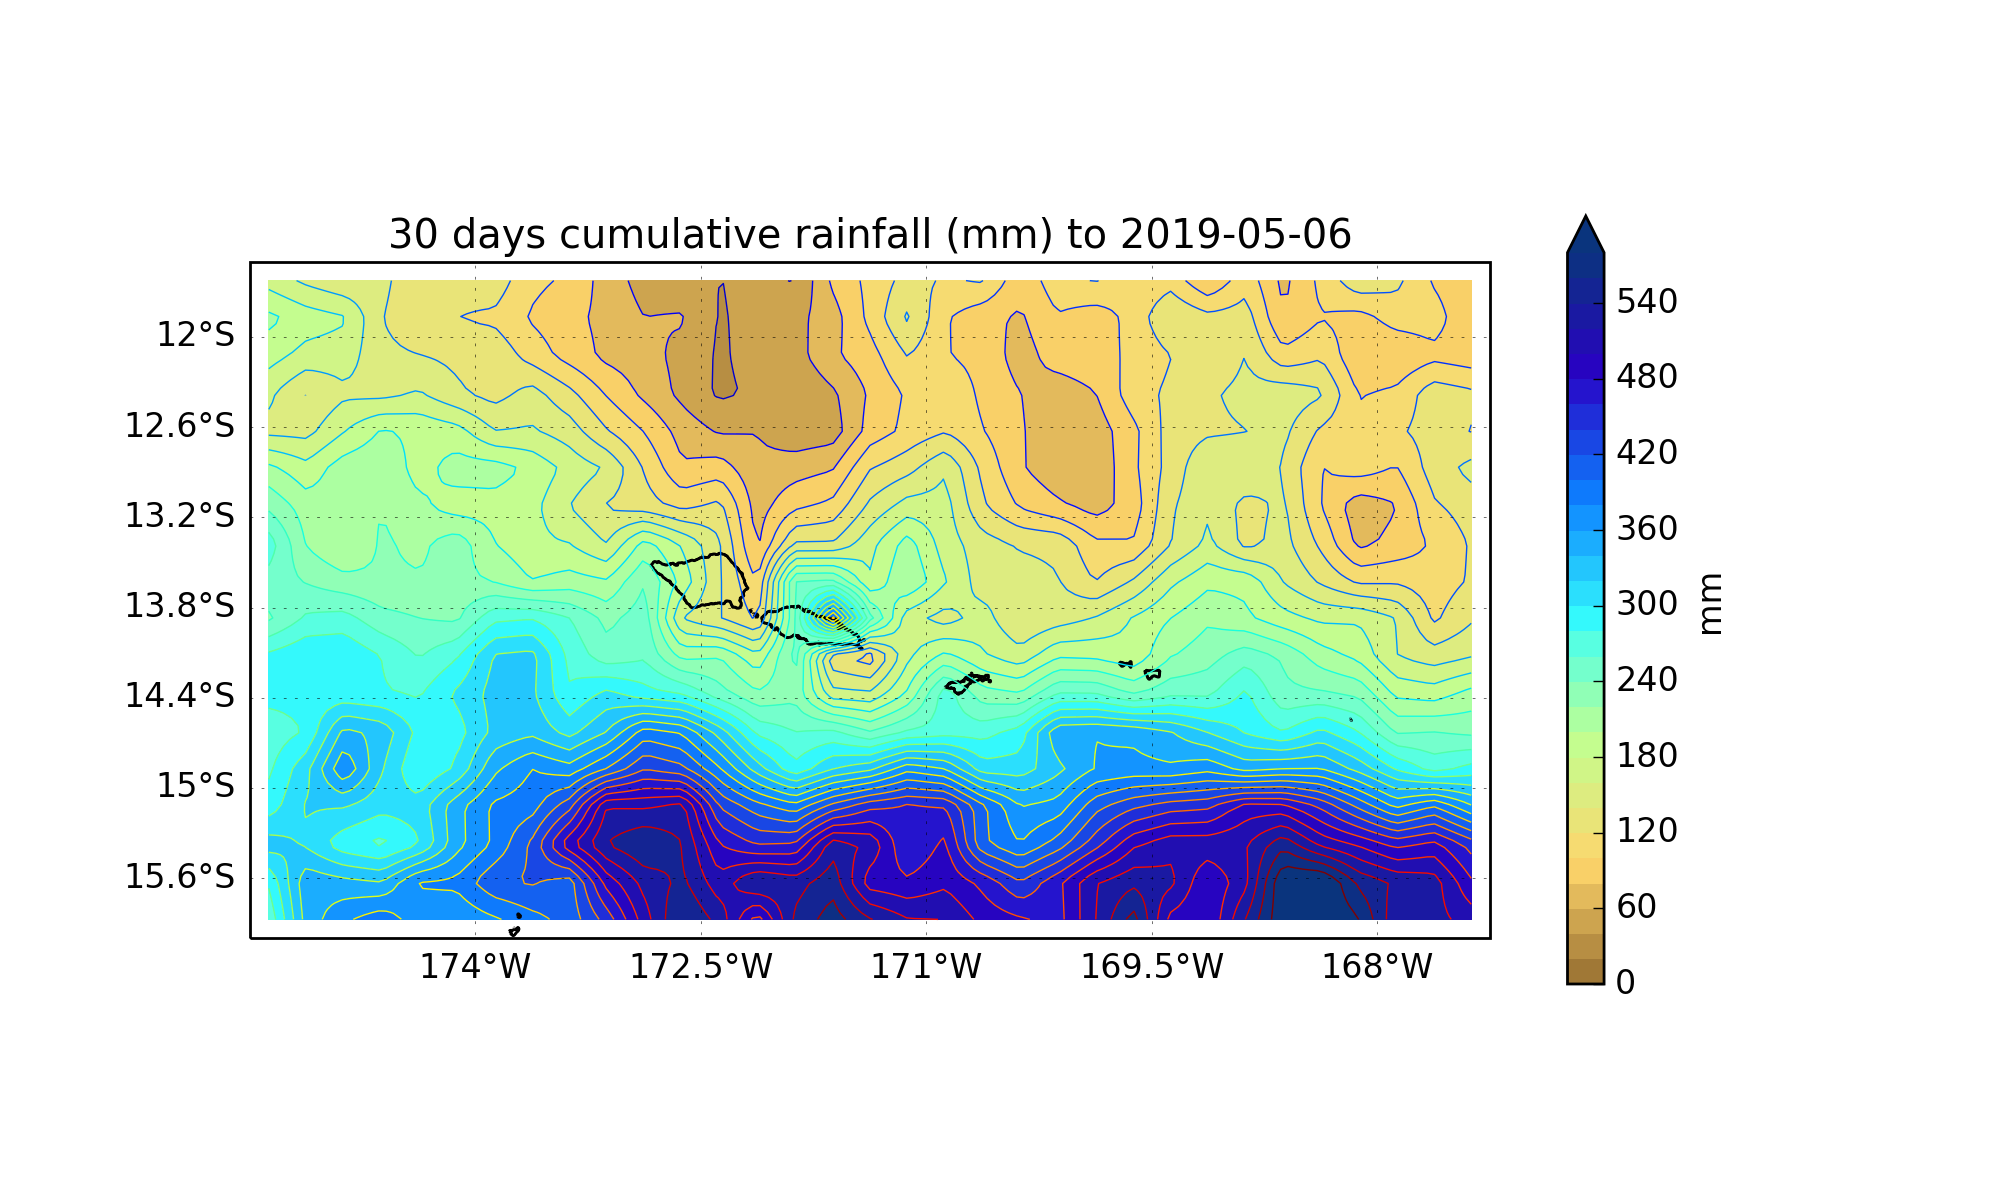 30 days cumulative rainfall (mm) to 2019-05-06
12°S
12.6°S
13.2°S
13.8°S
14.4°S
15°S
15.6°S
174°W
172.5°W
171°W
169.5°W
168°W
540
480
420
360
300
240
180
120
60
0
mm